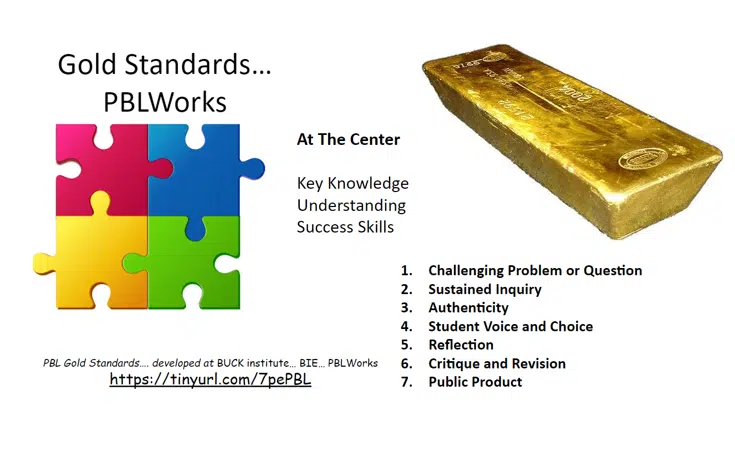 Gold Standards...
PBLWorks
At The Center
Key Knowledge
Understanding
Success Skills
1. Challenging Problem or Question
2. Sustained Inquiry
3. Authenticity
4. Student Voice and Choice
5. Reflection
6. Critique and Revision
7. Public Product
PBL Gold Standards.... developed at BUCK institute... BIE... PBLWorks
https://tinyurl.com/7pePBL